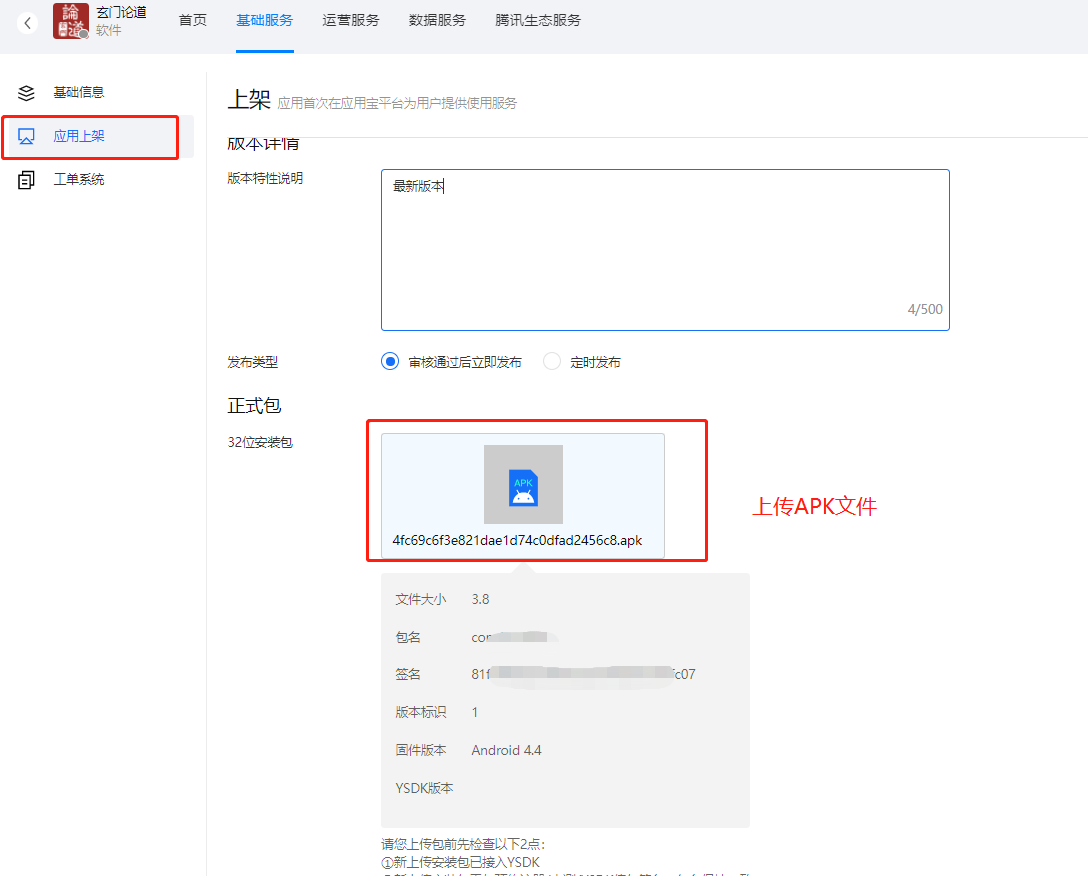 玄门论道
软件
首页
基础服务
运营服务
数据服务
腾讯生态服务
論道
基础信息
应用上架
工单系统
上架 应用首次在应用宝平台为用户提供使用服务
版本详情
版本特性说明
最新版本
4/500
发布类型
审核通过后立即发布
定时发布
正式包
32位安装包
APK
4fc69c6f3e821dae1d74c0dfad2456c8.apk
上传APK文件
文件大小 3.8
包名 con
签名 81f c07
版本标识 1
固件版本 Android 4.4
YSDK版本
请您上传包前先检查以下2点：
①新上传安装包已接入YSDK